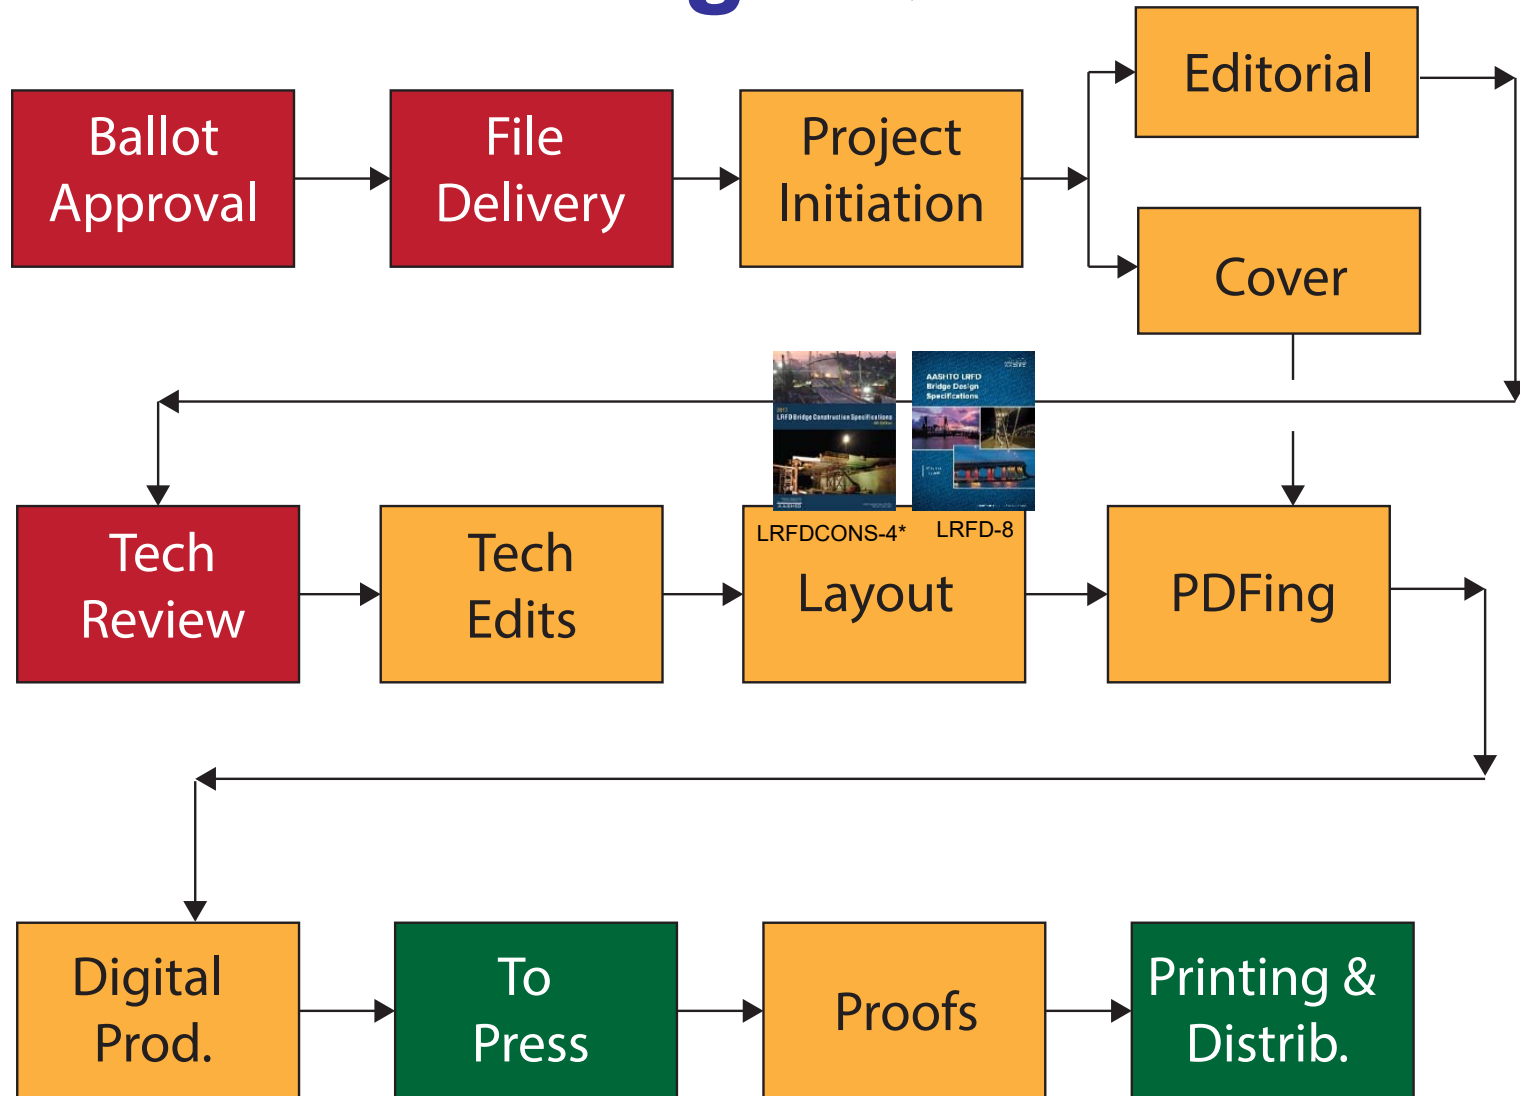 g
Editorial
Ballot
Approval
File
Delivery
Project
Initiation
Cover
AASHTO LRFD
Bridge Design
Specifications
2017
LRFD Bridge Construction Specifications
LRFDCONS-4*
LRFD-8
Tech
Review
Tech
Edits
Layout
PDFing
Digital
Prod.
To
Press
Proofs
Printing &
Distrib.